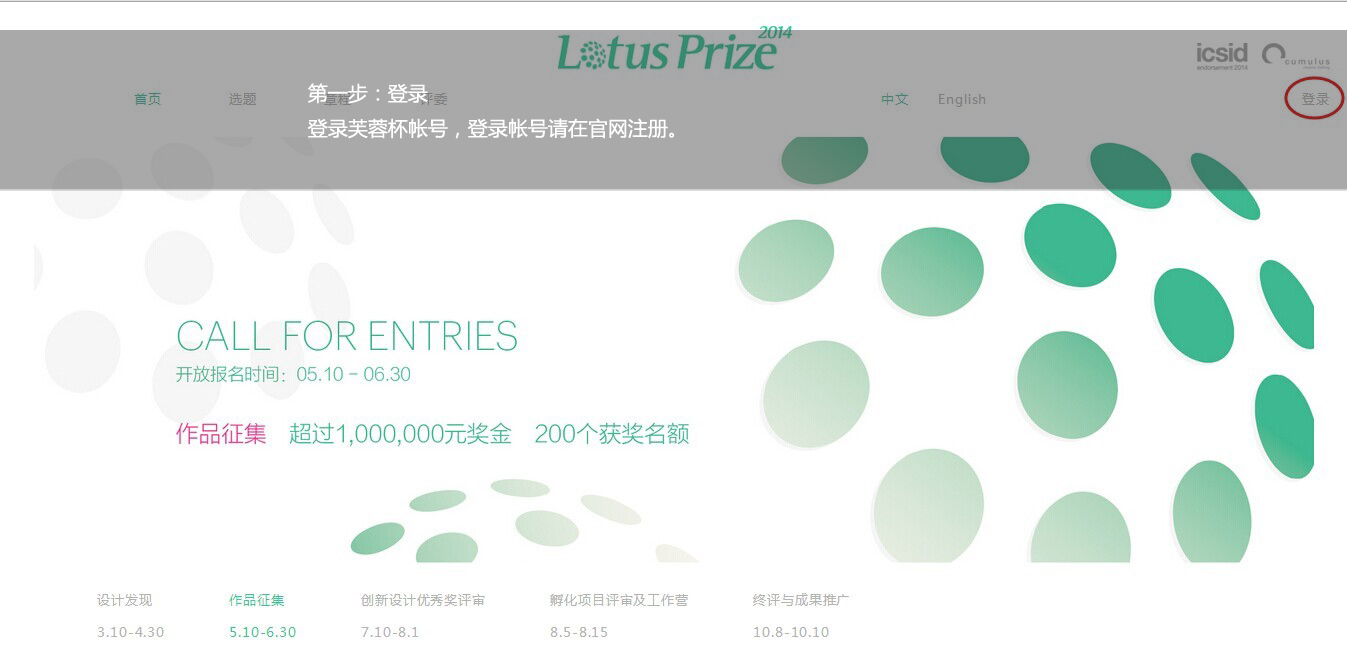 2014
Lotus Prize
icsid
endorsement 2014
cumulus
首页 选题 章程 评委 中文 English 登录
第一步：登录
登录芙蓉杯帐号，登录帐号请在官网注册。
CALL FOR ENTRIES
开放报名时间：05.10 - 06.30
作品征集 超过1,000,000元奖金 200个获奖名额
设计发现 作品征集 创新设计优秀奖评审 孵化项目评审及工作营 终评与成果推广
3.10-4.30 5.10-6.30 7.10-8.1 8.5-8.15 10.8-10.10